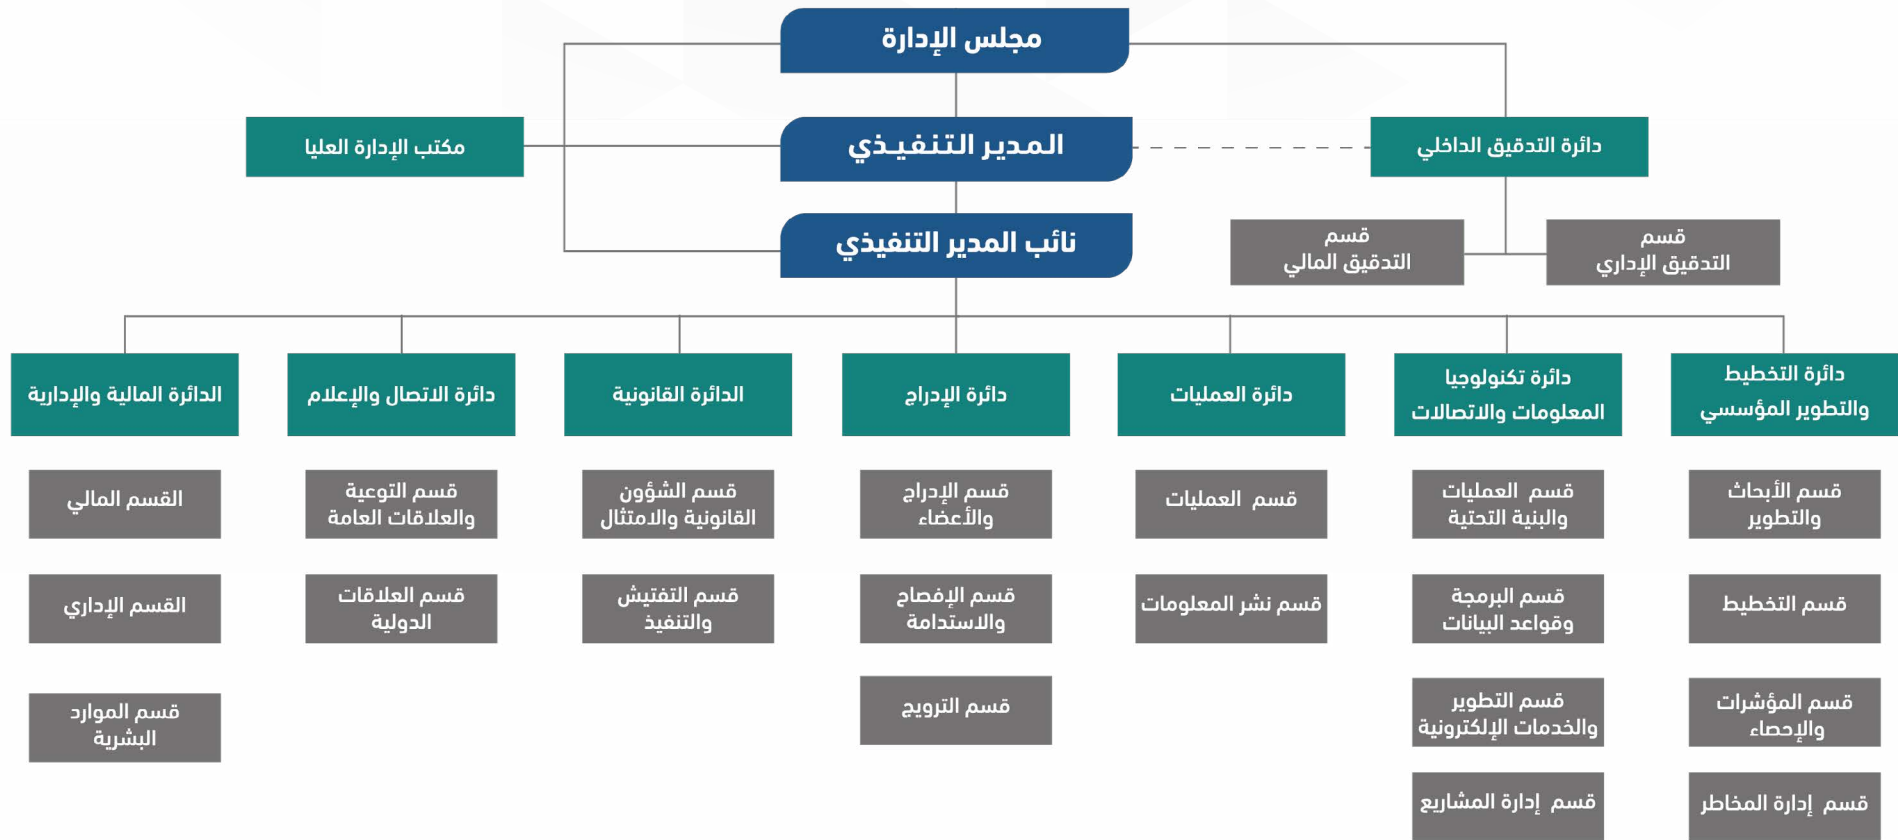 مجلس الإدارة
المدير التنفيذي
دائرة التدقيق الداخلي
مكتب الإدارة العليا
نائب المدير التنفيذي
قسم
التدقيق الإداري
قسم
التدقيق المالي
دائرة التخطيط
والتطوير المؤسسي
قسم الأبحاث
والتطوير
قسم التخطيط
قسم المؤشرات
والإحصاء
قسم إدارة المخاطر
دائرة تكنولوجيا
المعلومات والاتصالات
قسم العمليات
والبنية التحتية
قسم البرمجة
وقواعد البيانات
قسم التطوير
والخدمات الإلكترونية
قسم إدارة المشاريع
دائرة العمليات
قسم العمليات
قسم نشر المعلومات
دائرة الإدراج
قسم الإدراج
والأعضاء
قسم الإفصاح
والاستدامة
قسم الترويج
الدائرة القانونية
قسم الشؤون
القانونية والامتثال
قسم التفتيش
والتنفيذ
دائرة الاتصال والإعلام
قسم التوعية
والعلاقات العامة
قسم العلاقات
الدولية
الدائرة المالية والإدارية
القسم المالي
القسم الإداري
قسم الموارد
البشرية